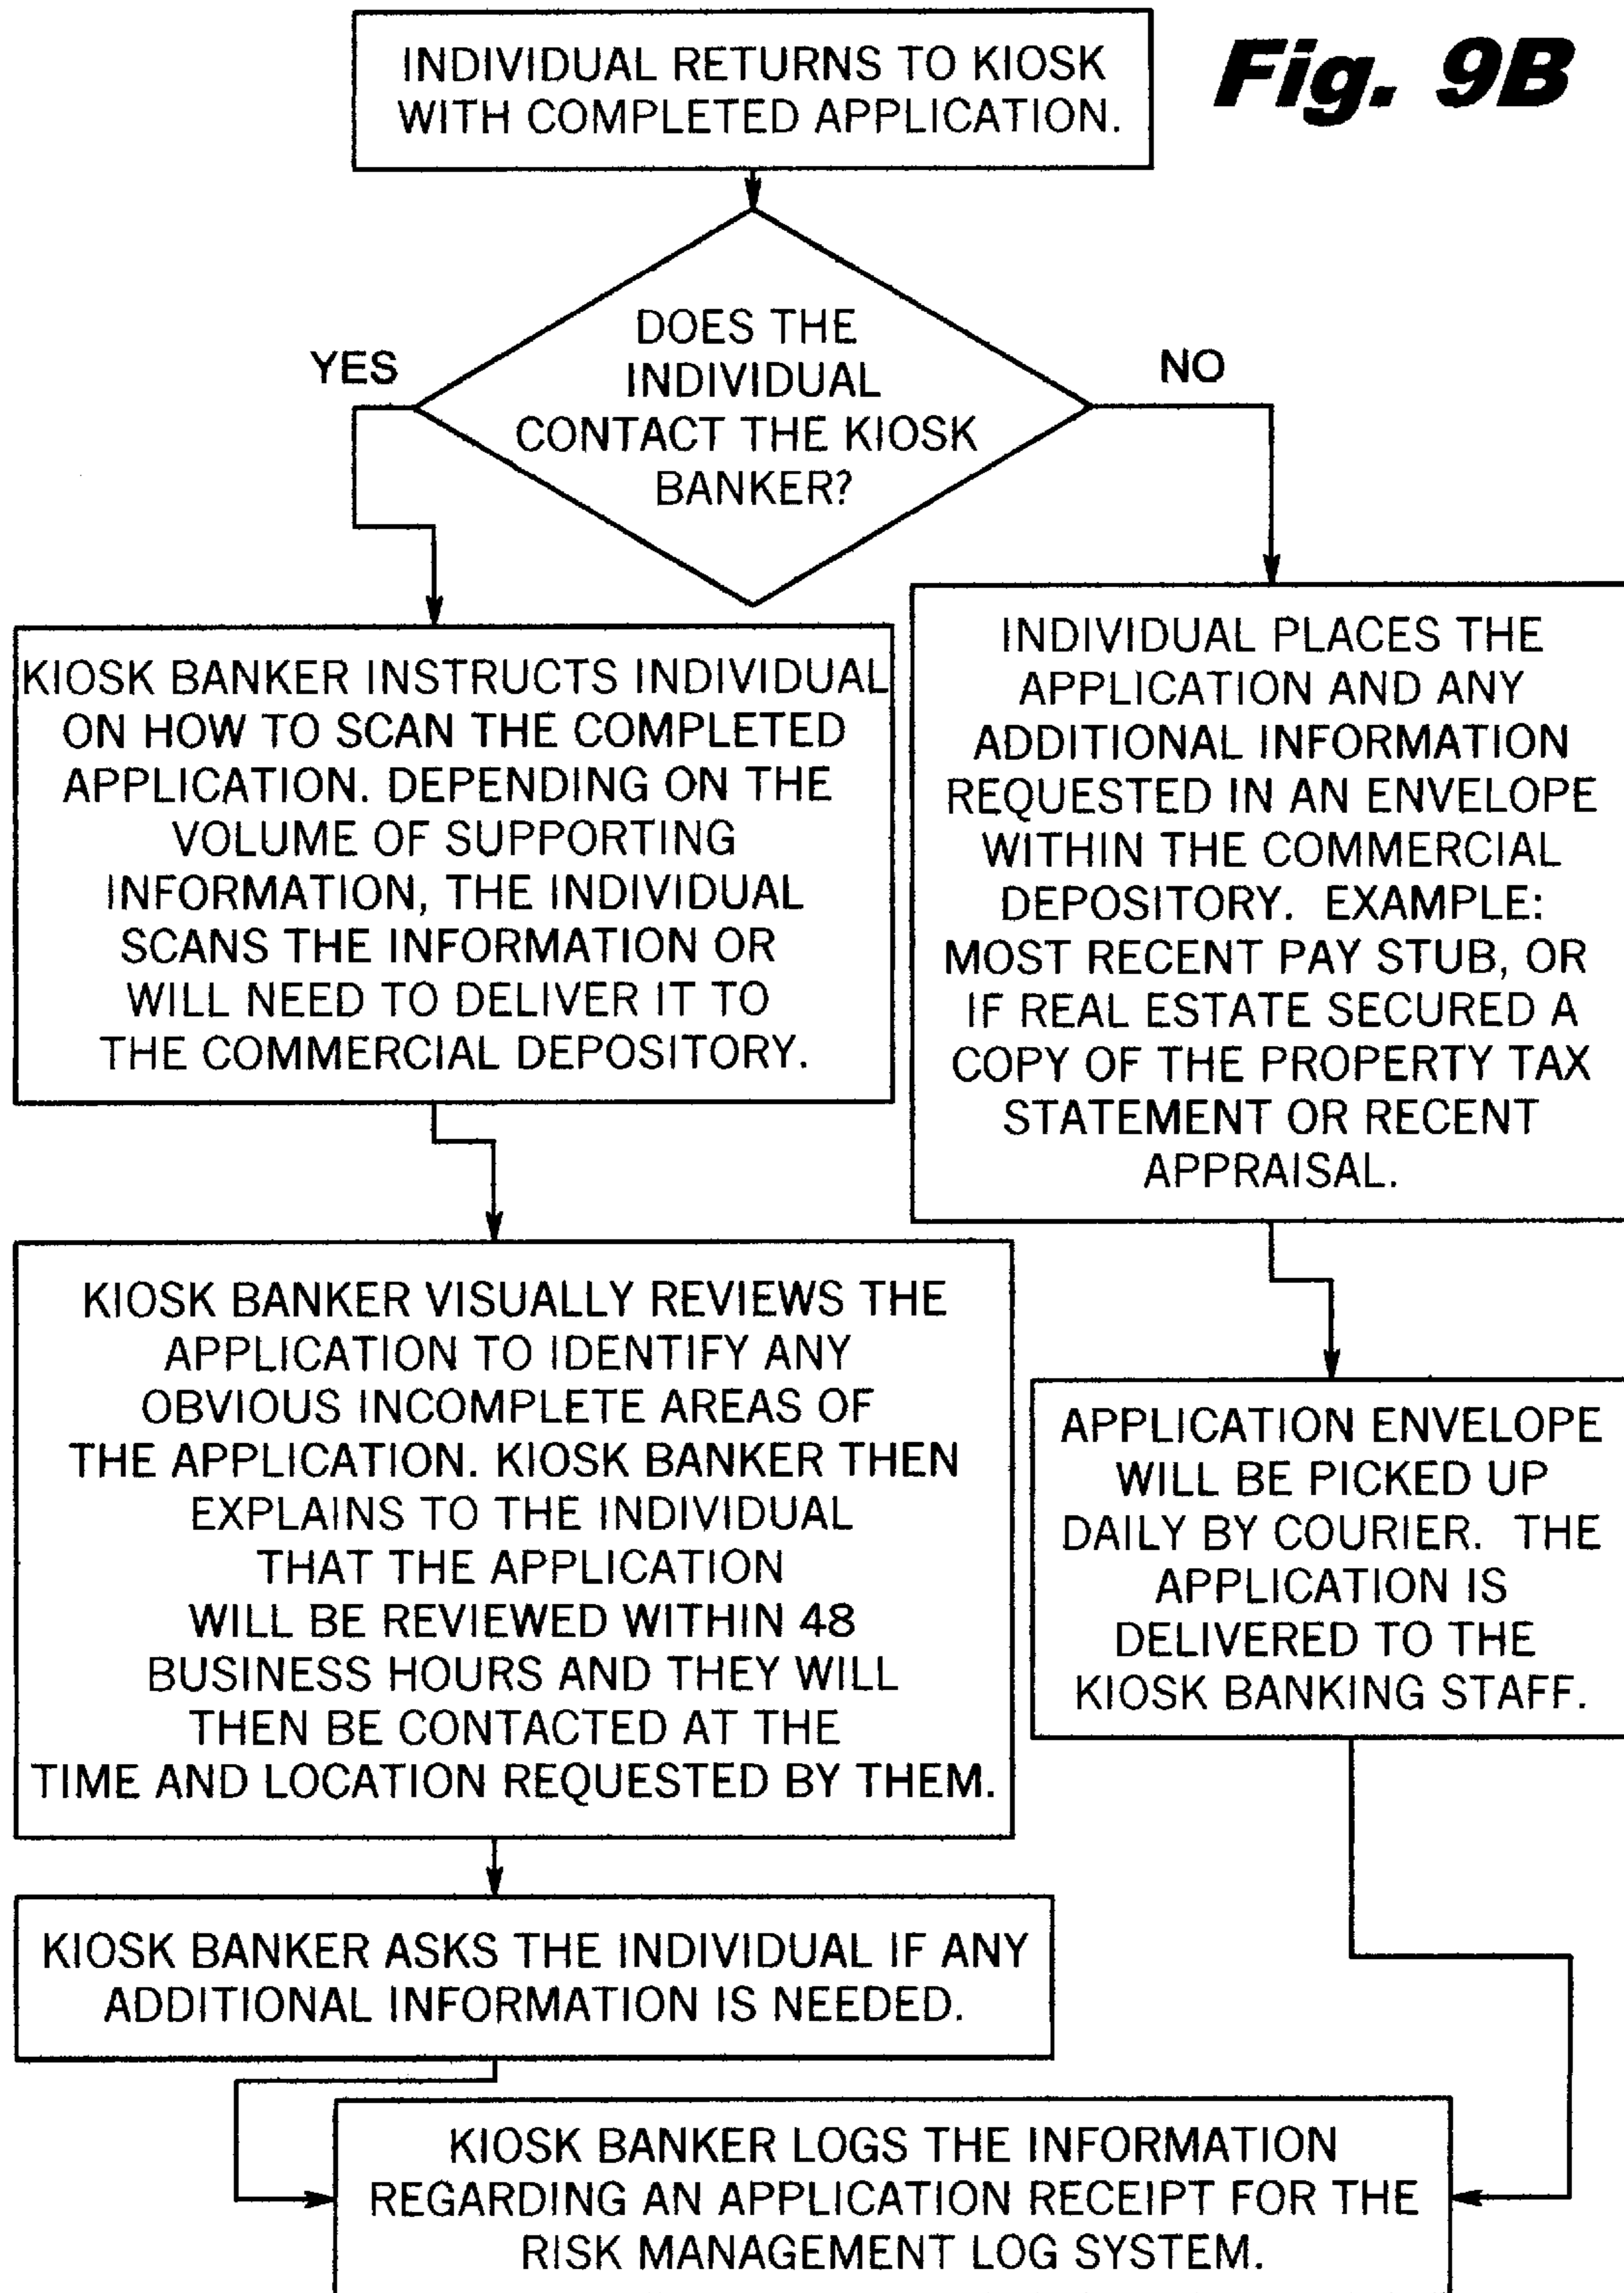 Fig. 9B
INDIVIDUAL RETURNS TO KIOSK
WITH COMPLETED APPLICATION.
DOES THE
INDIVIDUAL
CONTACT THE KIOSK
BANKER?
YES
NO
KIOSK BANKER INSTRUCTS INDIVIDUAL
ON HOW TO SCAN THE COMPLETED
APPLICATION. DEPENDING ON THE
VOLUME OF SUPPORTING
INFORMATION, THE INDIVIDUAL
SCANS THE INFORMATION OR
WILL NEED TO DELIVER IT TO
THE COMMERCIAL DEPOSITORY.
INDIVIDUAL PLACES THE
APPLICATION AND ANY
ADDITIONAL INFORMATION
REQUESTED IN AN ENVELOPE
WITHIN THE COMMERCIAL
DEPOSITORY. EXAMPLE:
MOST RECENT PAY STUB, OR
IF REAL ESTATE SECURED A
COPY OF THE PROPERTY TAX
STATEMENT OR RECENT
APPRAISAL.
KIOSK BANKER VISUALLY REVIEWS THE
APPLICATION TO IDENTIFY ANY
OBVIOUS INCOMPLETE AREAS OF
THE APPLICATION. KIOSK BANKER THEN
EXPLAINS TO THE INDIVIDUAL
THAT THE APPLICATION
WILL BE REVIEWED WITHIN 48
BUSINESS HOURS AND THEY WILL
THEN BE CONTACTED AT THE
TIME AND LOCATION REQUESTED BY THEM.
APPLICATION ENVELOPE
WILL BE PICKED UP
DAILY BY COURIER. THE
APPLICATION IS
DELIVERED TO THE
KIOSK BANKING STAFF.
KIOSK BANKER ASKS THE INDIVIDUAL IF ANY
ADDITIONAL INFORMATION IS NEEDED.
KIOSK BANKER LOGS THE INFORMATION
REGARDING AN APPLICATION RECEIPT FOR THE
RISK MANAGEMENT LOG SYSTEM.